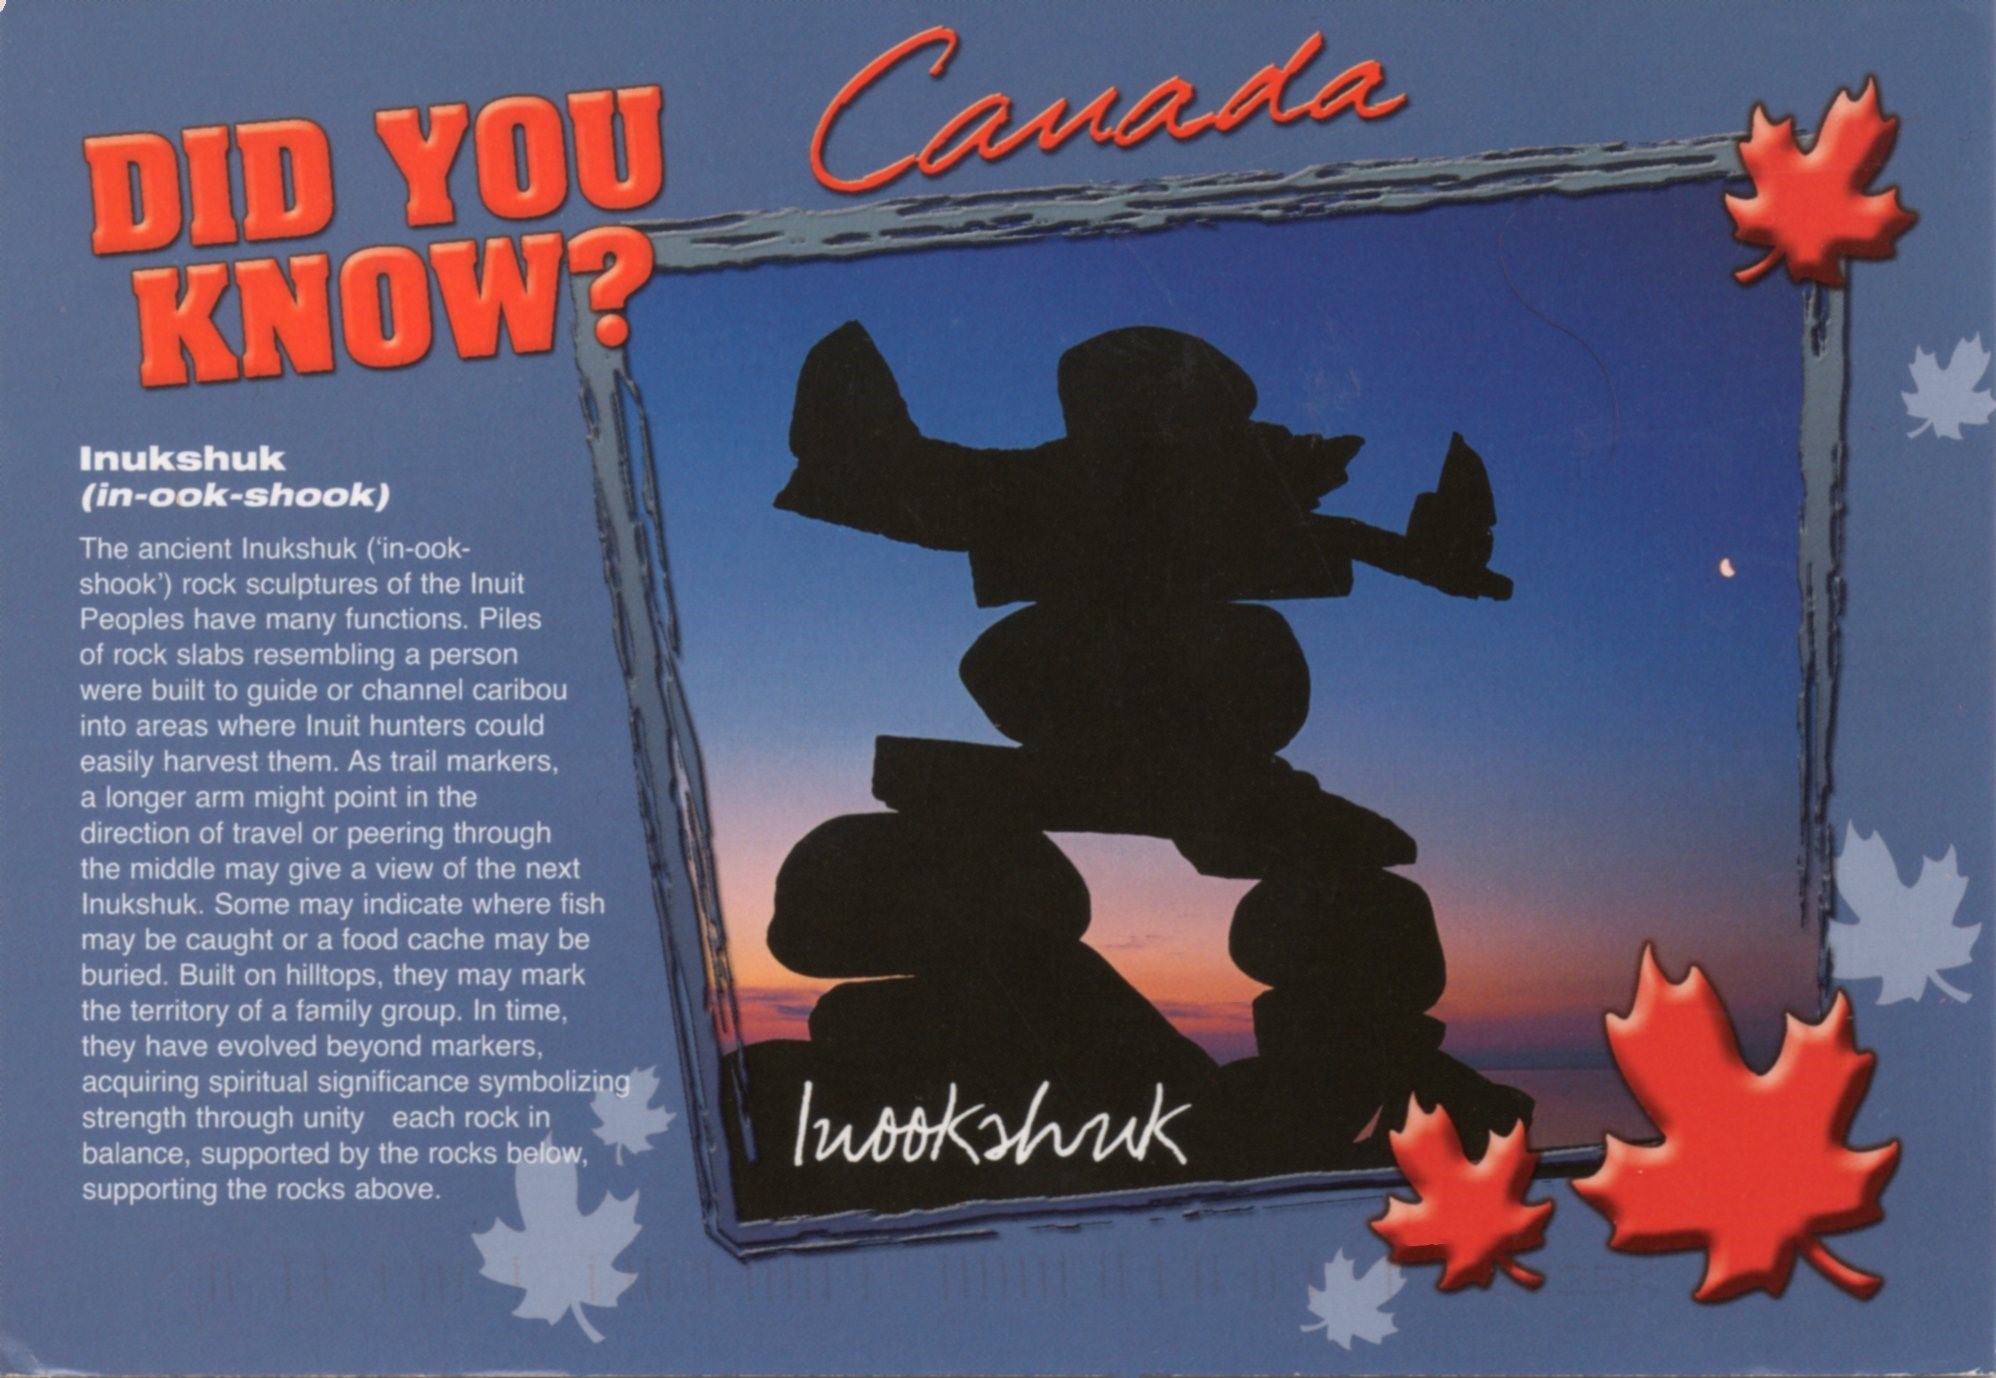 Canada
DID YOU
KNOW?
Inukshuk
(in-ook-shook)
The ancient Inukshuk (‘in-ook-
shook’) rock sculptures of the Inuit
Peoples have many functions. Piles
of rock slabs resembling a person
were built to guide or channel caribou
into areas where Inuit hunters could
easily harvest them. As trail markers,
a longer arm might point in the
direction of travel or peering through
the middle may give a view of the next
Inukshuk. Some may indicate where fish
may be caught or a food cache may be
buried. Built on hilltops, they may mark
the territory of a family group. In time,
they have evolved beyond markers,
acquiring spiritual significance symbolizing
strength through unity each rock in
balance, supported by the rocks below,
supporting the rocks above.
Inookshuk